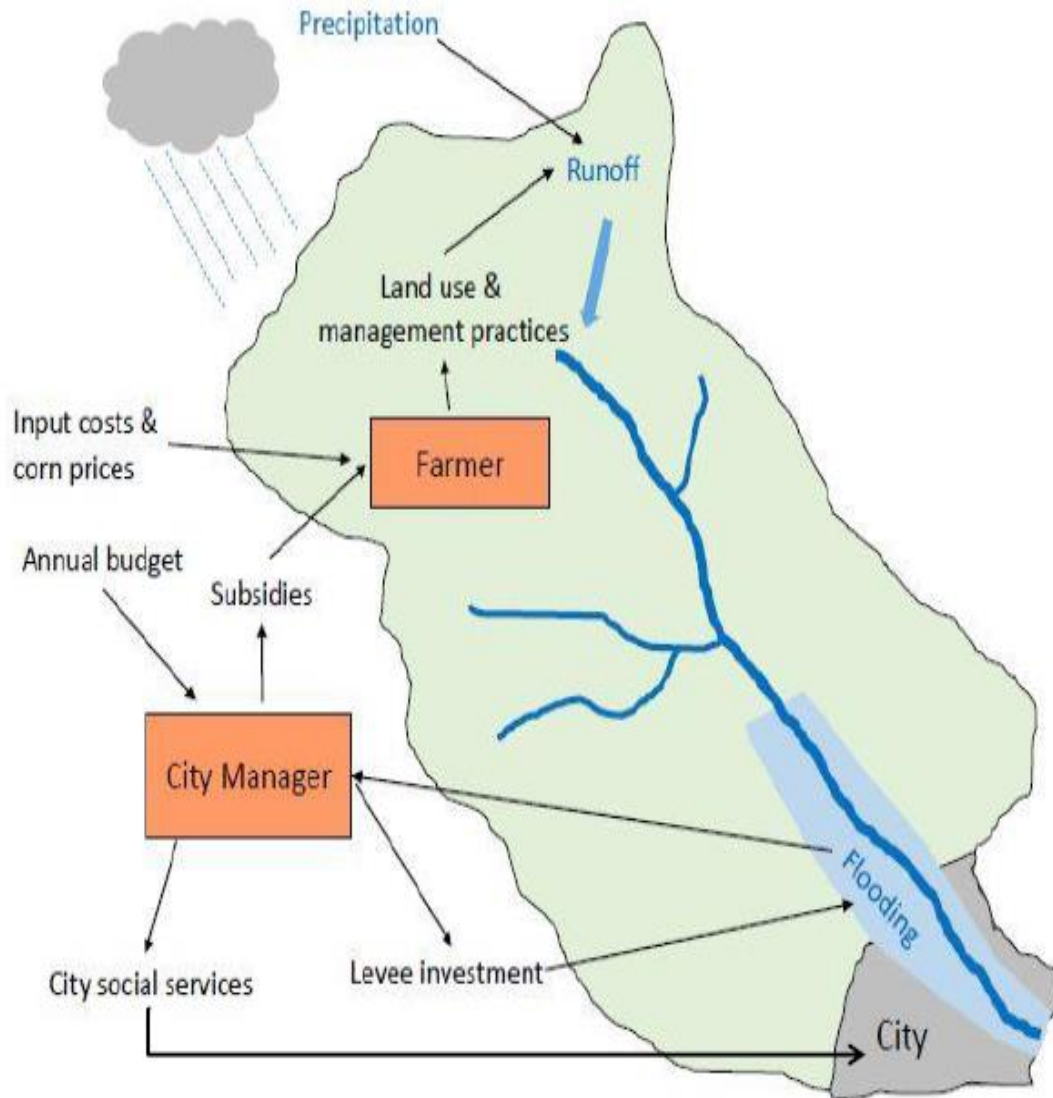 Precipitation
Runoff
Land use &
management practices
Input costs &
corn prices
Farmer
Annual budget
Subsidies
City Manager
Flooding
City social services
Levee investment
City